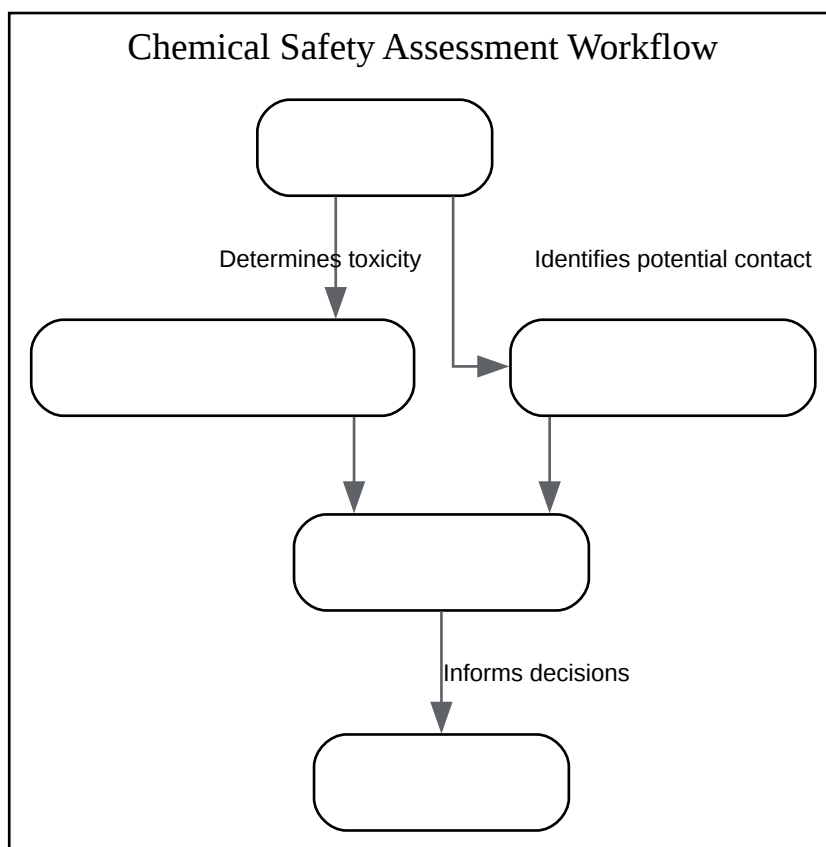 Chemical Safety Assessment Workflow
Determines toxicity
Identifies potential contact
Informs decisions